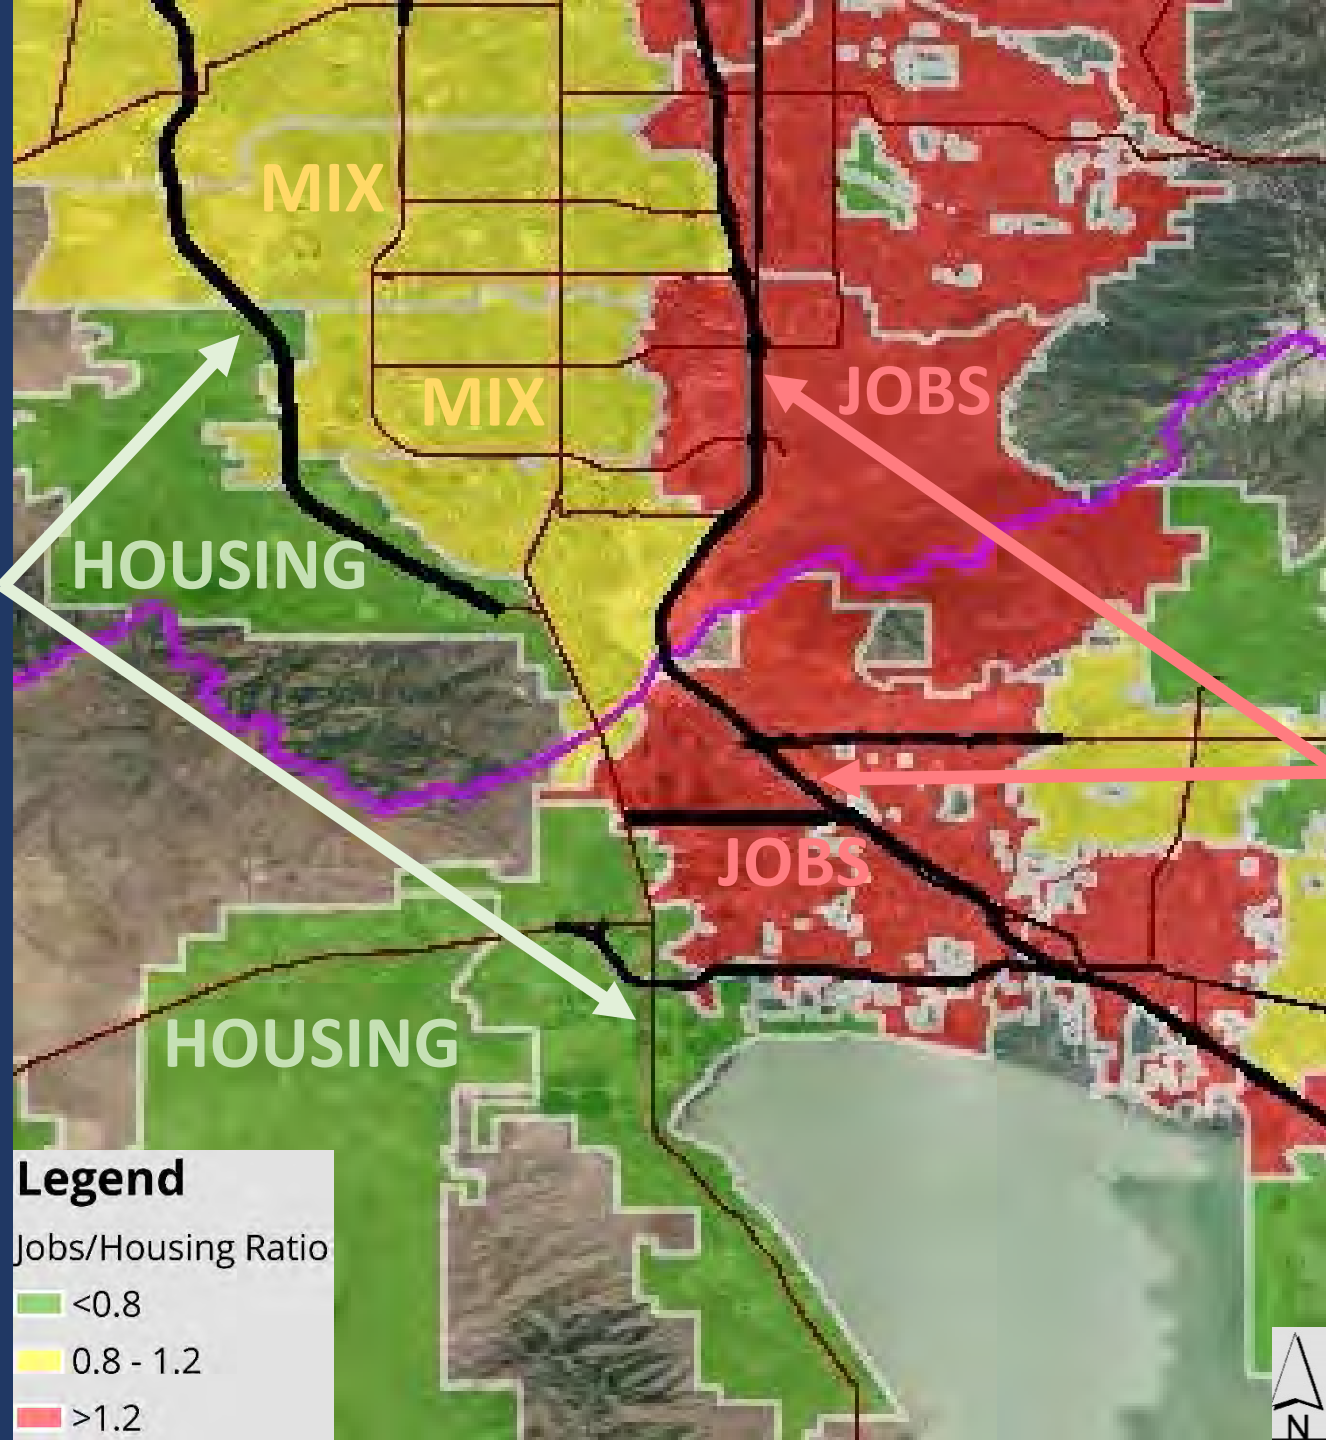 MIX
MIX
JOBS
HOUSING
JOBS
HOUSING
Legend
Jobs/Housing Ratio
<0.8
0.8 - 1.2
>1.2
N